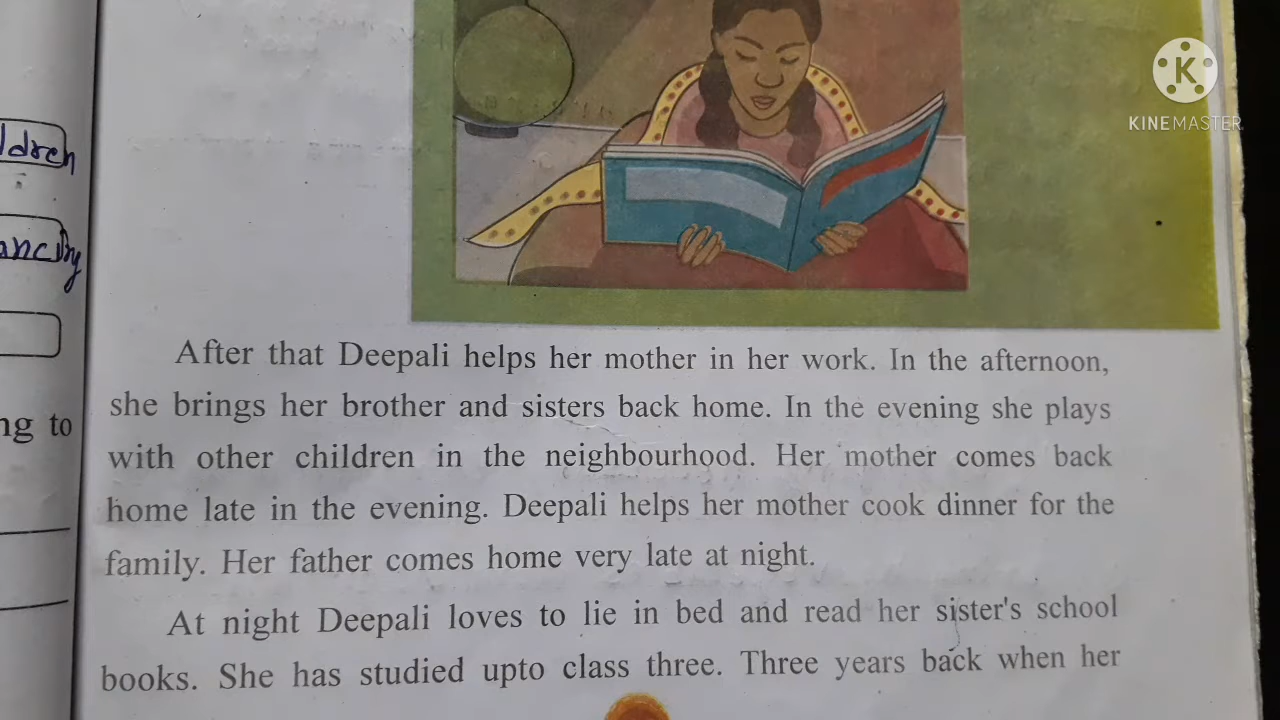 K
KINEMASTER
ldren
ng to
After that Deepali helps her mother in her work. In the afternoon,
she brings her brother and sisters back home. In the evening she plays
with other children in the neighbourhood. Her mother comes back
home late in the evening. Deepali helps her mother cook dinner for the
family. Her father comes home very late at night.
At night Deepali loves to lie in bed and read her sister's school
books. She has studied upto class three. Three years back when her